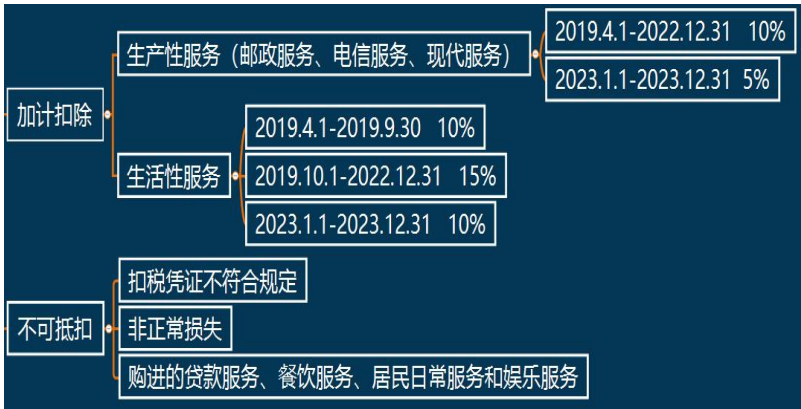 加计扣除
生产性服务（邮政服务、电信服务、现代服务）
2019.4.1-2022.12.31 10%
2023.1.1-2023.12.31 5%
生活性服务
2019.4.1-2019.9.30 10%
2019.10.1-2022.12.31 15%
2023.1.1-2023.12.31 10%
不可抵扣
扣税凭证不符合规定
非正常损失
购进的贷款服务、餐饮服务、居民日常服务和娱乐服务